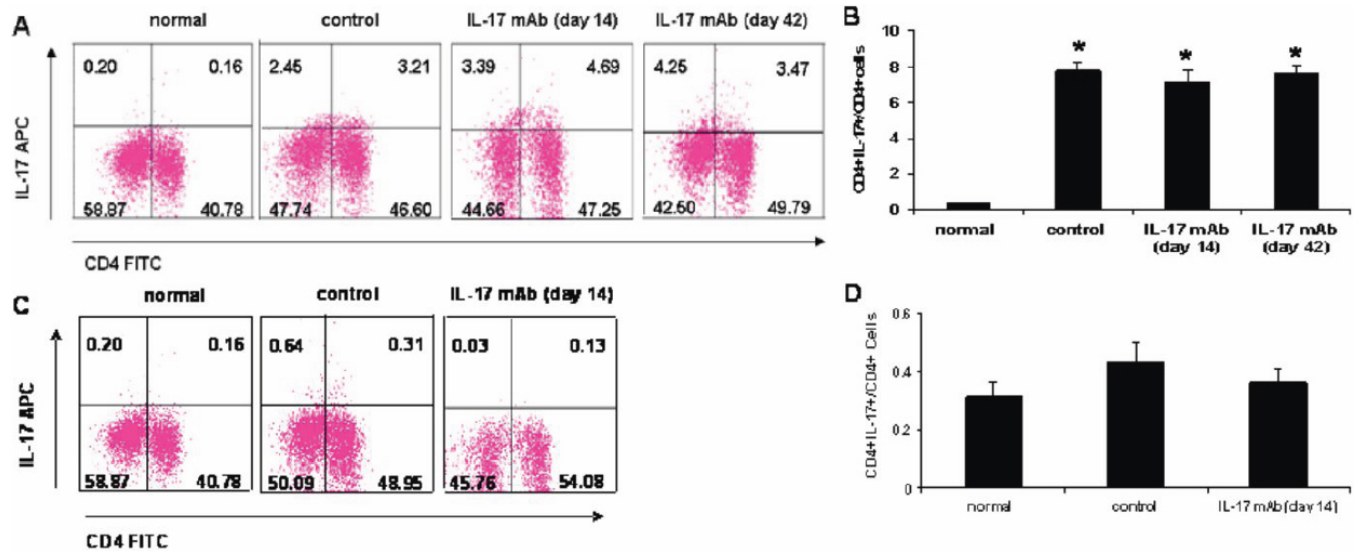 A
normal
control
IL-17 mAb (day 14)
IL-17 mAb (day 42)
IL-17 APC
0.20 0.16
58.87 40.78
2.45 3.21
47.74 46.60
3.39 4.69
44.66 47.25
4.25 3.47
42.50 49.79
CD4 FITC
B
CD4+IL-17+/CD4+cells
10
8
6
4
2
0
normal
control
IL-17 mAb
(day 14)
IL-17 mAb
(day 42)
* * *
C
normal
control
IL-17 mAb (day 14)
IL-17 APC
0.20 0.16
58.87 40.78
0.64 0.31
50.09 48.95
0.03 0.13
45.76 54.08
CD4 FITC
D
CD4+IL-17+/CD4+ Cells
0.6
0.4
0.2
0
normal
control
IL-17 mAb(day 14)